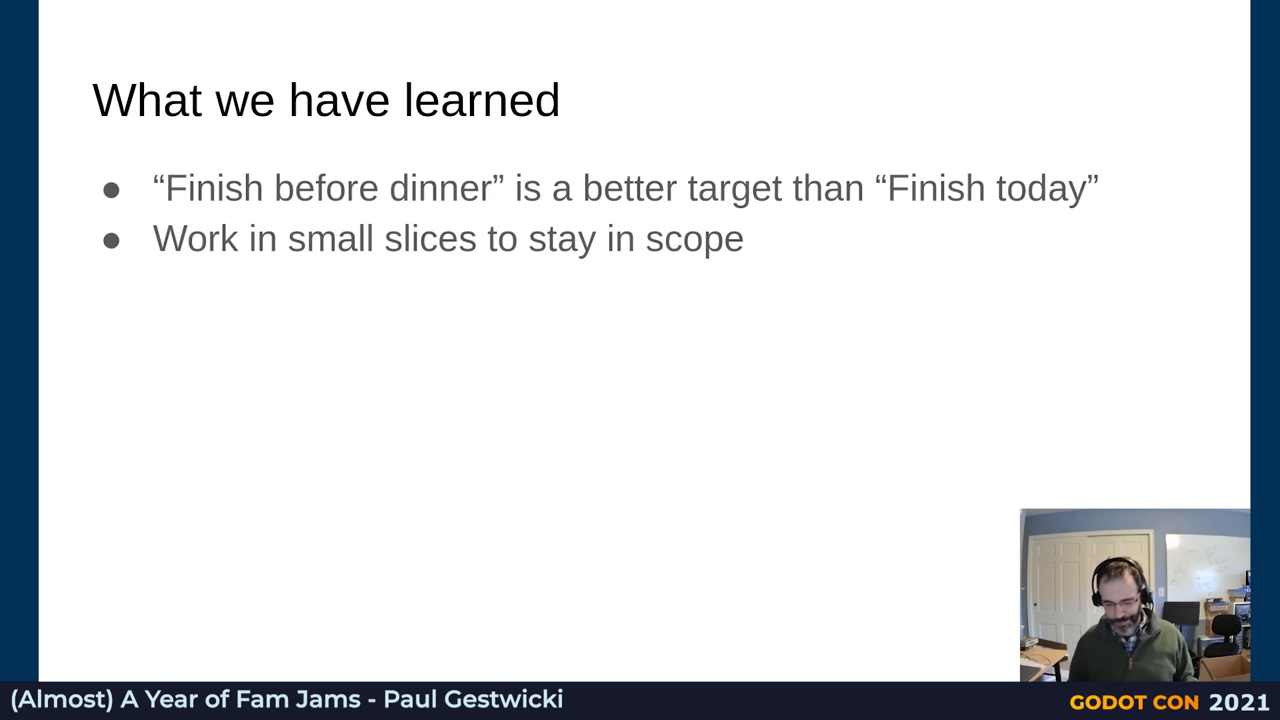 What we have learned
● “Finish before dinner” is a better target than “Finish today”
● Work in small slices to stay in scope
(Almost) A Year of Fam Jams - Paul Gestwicki
GODOT CON 2021